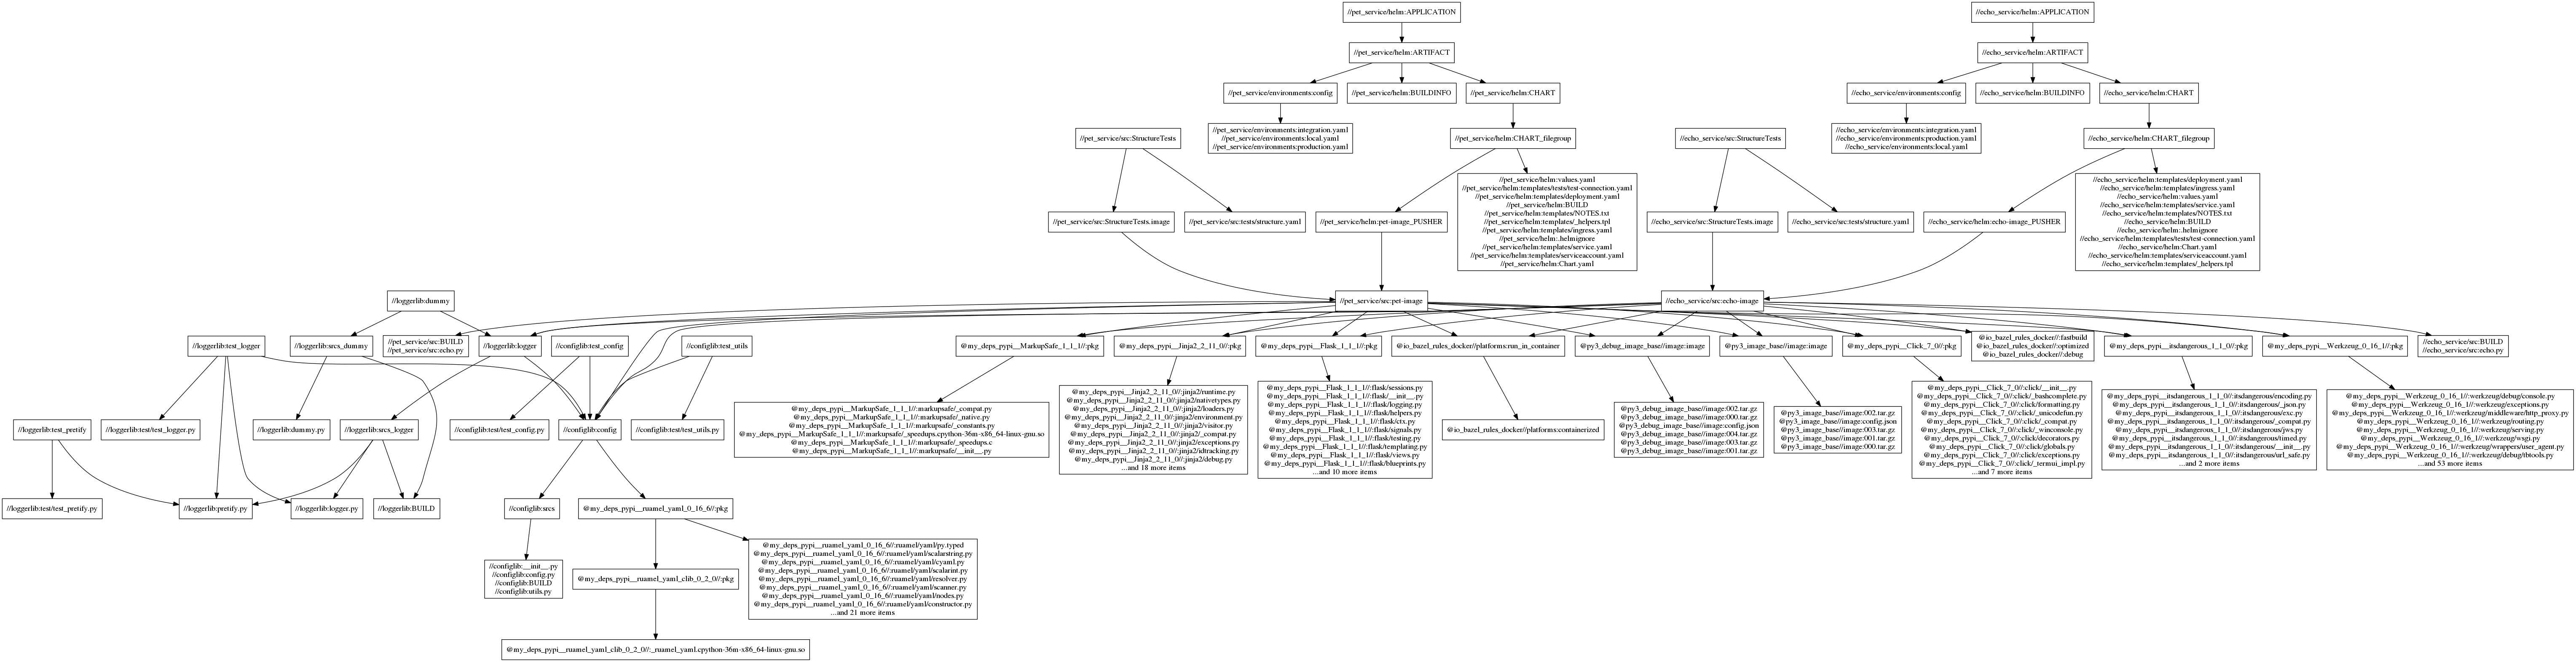 //pet_service/helm:APPLICATION
//echo_service/helm:APPLICATION
//pet_service/helm:ARTIFACT
//echo_service/helm:ARTIFACT
//pet_service/environments:config
//pet_service/helm:BUILDINFO
//pet_service/helm:CHART
//echo_service/environments:config
//echo_service/helm:BUILDINFO
//echo_service/helm:CHART
//pet_service/src:StructureTests
//pet_service/environments:integration.yaml
//pet_service/environments:local.yaml
//pet_service/environments:production.yaml
//pet_service/helm:CHART_filegroup
//echo_service/src:StructureTests
//echo_service/environments:integration.yaml
//echo_service/environments:production.yaml
//echo_service/environments:local.yaml
//echo_service/helm:CHART_filegroup
//pet_service/src:StructureTests.image
//pet_service/src:tests/structure.yaml
//pet_service/helm:pet-image_PUSHER
//pet_service/helm:values.yaml
//pet_service/helm:templates/tests/test-connection.yaml
//pet_service/helm:templates/deployment.yaml
//pet_service/helm:BUILD
//pet_service/helm:templates/NOTES.txt
//pet_service/helm:templates/_helpers.tpl
//pet_service/helm:templates/ingress.yaml
//pet_service/helm:.helmignore
//pet_service/helm:templates/service.yaml
//pet_service/helm:templates/serviceaccount.yaml
//pet_service/helm:Chart.yaml
//echo_service/src:StructureTests.image
//echo_service/src:tests/structure.yaml
//echo_service/helm:echo-image_PUSHER
//echo_service/helm:templates/deployment.yaml
//echo_service/helm:templates/ingress.yaml
//echo_service/helm:values.yaml
//echo_service/helm:templates/service.yaml
//echo_service/helm:templates/NOTES.txt
//echo_service/helm:BUILD
//echo_service/helm:.helmignore
//echo_service/helm:templates/tests/test-connection.yaml
//echo_service/helm:Chart.yaml
//echo_service/helm:templates/serviceaccount.yaml
//echo_service/helm:templates/_helpers.tpl
//loggerlib:dummy
//pet_service/src:pet-image
//echo_service/src:echo-image
//loggerlib:test_logger
//loggerlib:srcs_dummy
//pet_service/src:BUILD
//pet_service/src:echo.py
//loggerlib:logger
//configlib:test_config
//configlib:test_utils
@my_deps_pypi__MarkupSafe_1_1_1//:pkg
@my_deps_pypi__Jinja2_2_11_0//:pkg
@my_deps_pypi__Flask_1_1_1//:pkg
@io_bazel_rules_docker//platforms:run_in_container
@py3_debug_image_base//image:image
@py3_image_base//image:image
@my_deps_pypi__Click_7_0//:pkg
@io_bazel_rules_docker//:fastbuild
@io_bazel_rules_docker//:optimized
@io_bazel_rules_docker//:debug
@my_deps_pypi__itsdangerous_1_1_0//:pkg
@my_deps_pypi__Werkzeug_0_16_1//:pkg
//echo_service/src:BUILD
//echo_service/src:echo.py
//loggerlib:test_pretify
//loggerlib:test/test_logger.py
//loggerlib:dummy.py
//loggerlib:srcs_logger
//configlib:test/test_config.py
//configlib:config
//configlib:test/test_utils.py
@my_deps_pypi__MarkupSafe_1_1_1//:markupsafe/_compat.py
@my_deps_pypi__MarkupSafe_1_1_1//:markupsafe/_native.py
@my_deps_pypi__MarkupSafe_1_1_1//:markupsafe/_constants.py
@my_deps_pypi__MarkupSafe_1_1_1//:markupsafe/_speedups.cpython-36m-x86_64-linux-gnu.so
@my_deps_pypi__MarkupSafe_1_1_1//:markupsafe/_speedups.c
@my_deps_pypi__MarkupSafe_1_1_1//:markupsafe/__init__.py
@my_deps_pypi__Jinja2_2_11_0//:jinja2/runtime.py
@my_deps_pypi__Jinja2_2_11_0//:jinja2/nativetypes.py
@my_deps_pypi__Jinja2_2_11_0//:jinja2/loaders.py
@my_deps_pypi__Jinja2_2_11_0//:jinja2/environment.py
@my_deps_pypi__Jinja2_2_11_0//:jinja2/visitor.py
@my_deps_pypi__Jinja2_2_11_0//:jinja2/_compat.py
@my_deps_pypi__Jinja2_2_11_0//:jinja2/exceptions.py
@my_deps_pypi__Jinja2_2_11_0//:jinja2/idtracking.py
@my_deps_pypi__Jinja2_2_11_0//:jinja2/debug.py
...and 18 more items
@my_deps_pypi__Flask_1_1_1//:flask/sessions.py
@my_deps_pypi__Flask_1_1_1//:flask/__init__.py
@my_deps_pypi__Flask_1_1_1//:flask/logging.py
@my_deps_pypi__Flask_1_1_1//:flask/helpers.py
@my_deps_pypi__Flask_1_1_1//:flask/ctx.py
@my_deps_pypi__Flask_1_1_1//:flask/signals.py
@my_deps_pypi__Flask_1_1_1//:flask/testing.py
@my_deps_pypi__Flask_1_1_1//:flask/templating.py
@my_deps_pypi__Flask_1_1_1//:flask/views.py
@my_deps_pypi__Flask_1_1_1//:flask/blueprints.py
...and 10 more items
@io_bazel_rules_docker//platforms:containerized
@py3_debug_image_base//image:002.tar.gz
@py3_debug_image_base//image:000.tar.gz
@py3_debug_image_base//image:config.json
@py3_debug_image_base//image:004.tar.gz
@py3_debug_image_base//image:003.tar.gz
@py3_debug_image_base//image:001.tar.gz
@py3_image_base//image:002.tar.gz
@py3_image_base//image:config.json
@py3_image_base//image:003.tar.gz
@py3_image_base//image:001.tar.gz
@py3_image_base//image:000.tar.gz
@my_deps_pypi__Click_7_0//:click/__init__.py
@my_deps_pypi__Click_7_0//:click/_bashcomplete.py
@my_deps_pypi__Click_7_0//:click/formatting.py
@my_deps_pypi__Click_7_0//:click/_unicodefun.py
@my_deps_pypi__Click_7_0//:click/_compat.py
@my_deps_pypi__Click_7_0//:click/_winconsole.py
@my_deps_pypi__Click_7_0//:click/decorators.py
@my_deps_pypi__Click_7_0//:click/globals.py
@my_deps_pypi__Click_7_0//:click/exceptions.py
@my_deps_pypi__Click_7_0//:click/_termui_impl.py
...and 7 more items
@my_deps_pypi__itsdangerous_1_1_0//:itsdangerous/encoding.py
@my_deps_pypi__itsdangerous_1_1_0//:itsdangerous/_json.py
@my_deps_pypi__itsdangerous_1_1_0//:itsdangerous/exc.py
@my_deps_pypi__itsdangerous_1_1_0//:itsdangerous/_compat.py
@my_deps_pypi__itsdangerous_1_1_0//:itsdangerous/jws.py
@my_deps_pypi__itsdangerous_1_1_0//:itsdangerous/__init__.py
@my_deps_pypi__itsdangerous_1_1_0//:itsdangerous/timed.py
@my_deps_pypi__itsdangerous_1_1_0//:itsdangerous/url_safe.py
...and 2 more items
@my_deps_pypi__Werkzeug_0_16_1//:werkzeug/debug/console.py
@my_deps_pypi__Werkzeug_0_16_1//:werkzeug/exceptions.py
@my_deps_pypi__Werkzeug_0_16_1//:werkzeug/middleware/http_proxy.py
@my_deps_pypi__Werkzeug_0_16_1//:werkzeug/routing.py
@my_deps_pypi__Werkzeug_0_16_1//:werkzeug/serving.py
@my_deps_pypi__Werkzeug_0_16_1//:werkzeug/wsgi.py
@my_deps_pypi__Werkzeug_0_16_1//:werkzeug/wrappers/user_agent.py
@my_deps_pypi__Werkzeug_0_16_1//:werkzeug/debug/tbtools.py
...and 53 more items
//loggerlib:test/test_pretify.py
//loggerlib:pretify.py
//loggerlib:logger.py
//loggerlib:BUILD
//configlib:srcs
@my_deps_pypi__ruamel_yaml_0_16_6//:pkg
//configlib:__init__.py
//configlib:config.py
//configlib:BUILD
//configlib:utils.py
@my_deps_pypi__ruamel_yaml_clib_0_2_0//:pkg
@my_deps_pypi__ruamel_yaml_0_16_6//:ruamel/yaml/py.typed
@my_deps_pypi__ruamel_yaml_0_16_6//:ruamel/yaml/scalarstring.py
@my_deps_pypi__ruamel_yaml_0_16_6//:ruamel/yaml/cyaml.py
@my_deps_pypi__ruamel_yaml_0_16_6//:ruamel/yaml/scalarint.py
@my_deps_pypi__ruamel_yaml_0_16_6//:ruamel/yaml/resolver.py
@my_deps_pypi__ruamel_yaml_0_16_6//:ruamel/yaml/scanner.py
@my_deps_pypi__ruamel_yaml_0_16_6//:ruamel/yaml/nodes.py
@my_deps_pypi__ruamel_yaml_0_16_6//:ruamel/yaml/constructor.py
...and 21 more items
@my_deps_pypi__ruamel_yaml_clib_0_2_0//:_ruamel_yaml.cpython-36m-x86_64-linux-gnu.so